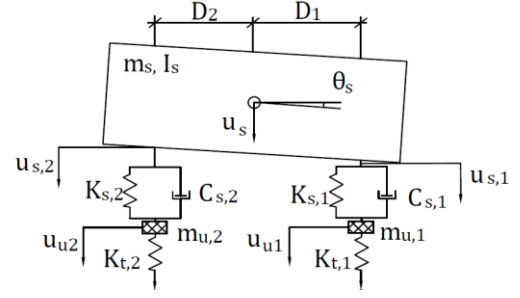 D₂ D₁
mₛ, Iₛ
θₛ
uₛ
uₛ,₂
uₛ,₁
Kₛ,₂ Cₛ,₂ Kₛ,₁ Cₛ,₁
uᵤ₂ mᵤ,₂ uᵤ₁ mᵤ,₁
Kₜ,₂ Kₜ,₁